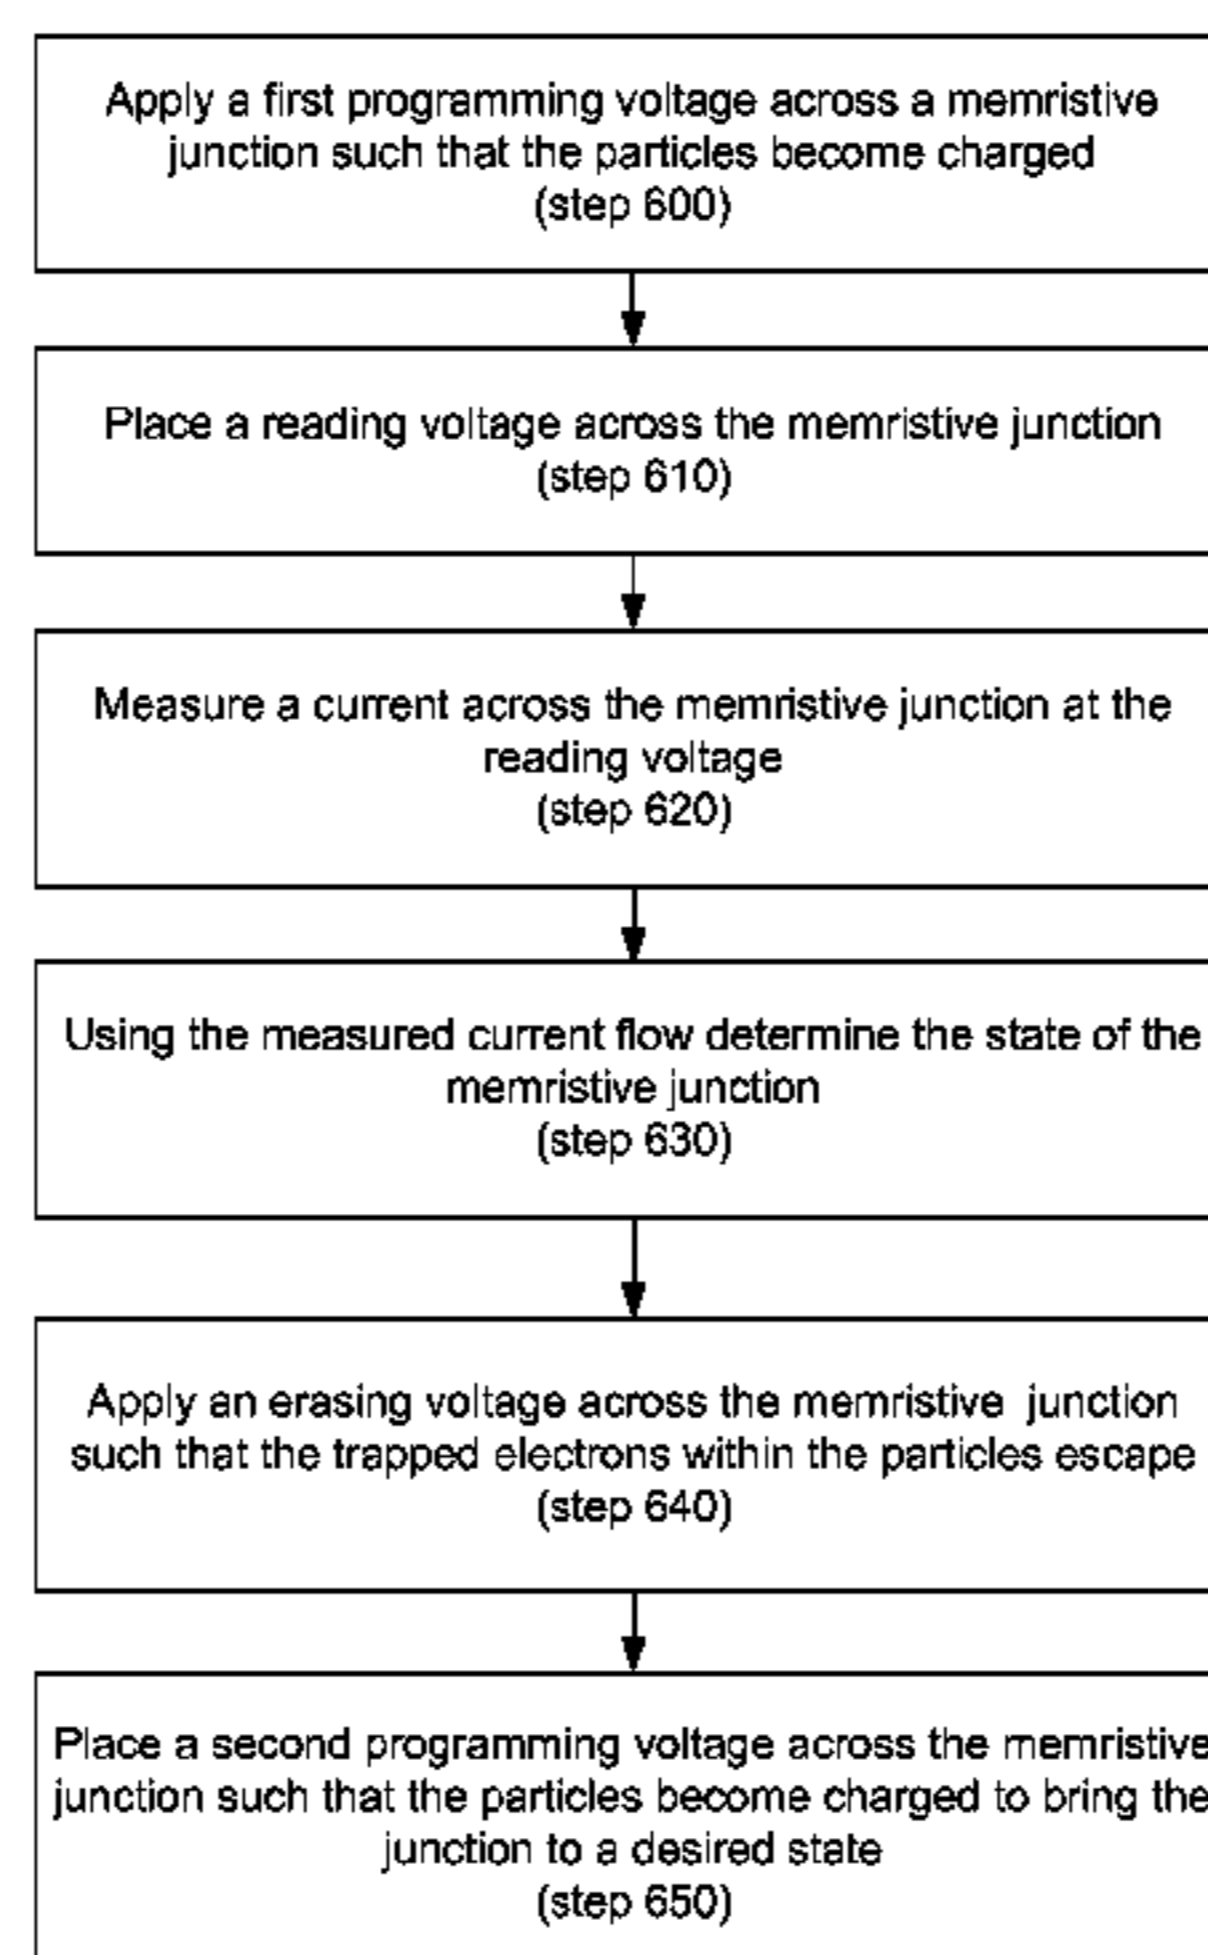 Apply a first programming voltage across a memristive
junction such that the particles become charged
(step 600)
Place a reading voltage across the memristive junction
(step 610)
Measure a current across the memristive junction at the
reading voltage
(step 620)
Using the measured current flow determine the state of the
memristive junction
(step 630)
Apply an erasing voltage across the memristive junction
such that the trapped electrons within the particles escape
(step 640)
Place a second programming voltage across the memristive
junction such that the particles become charged to bring the
junction to a desired state
(step 650)